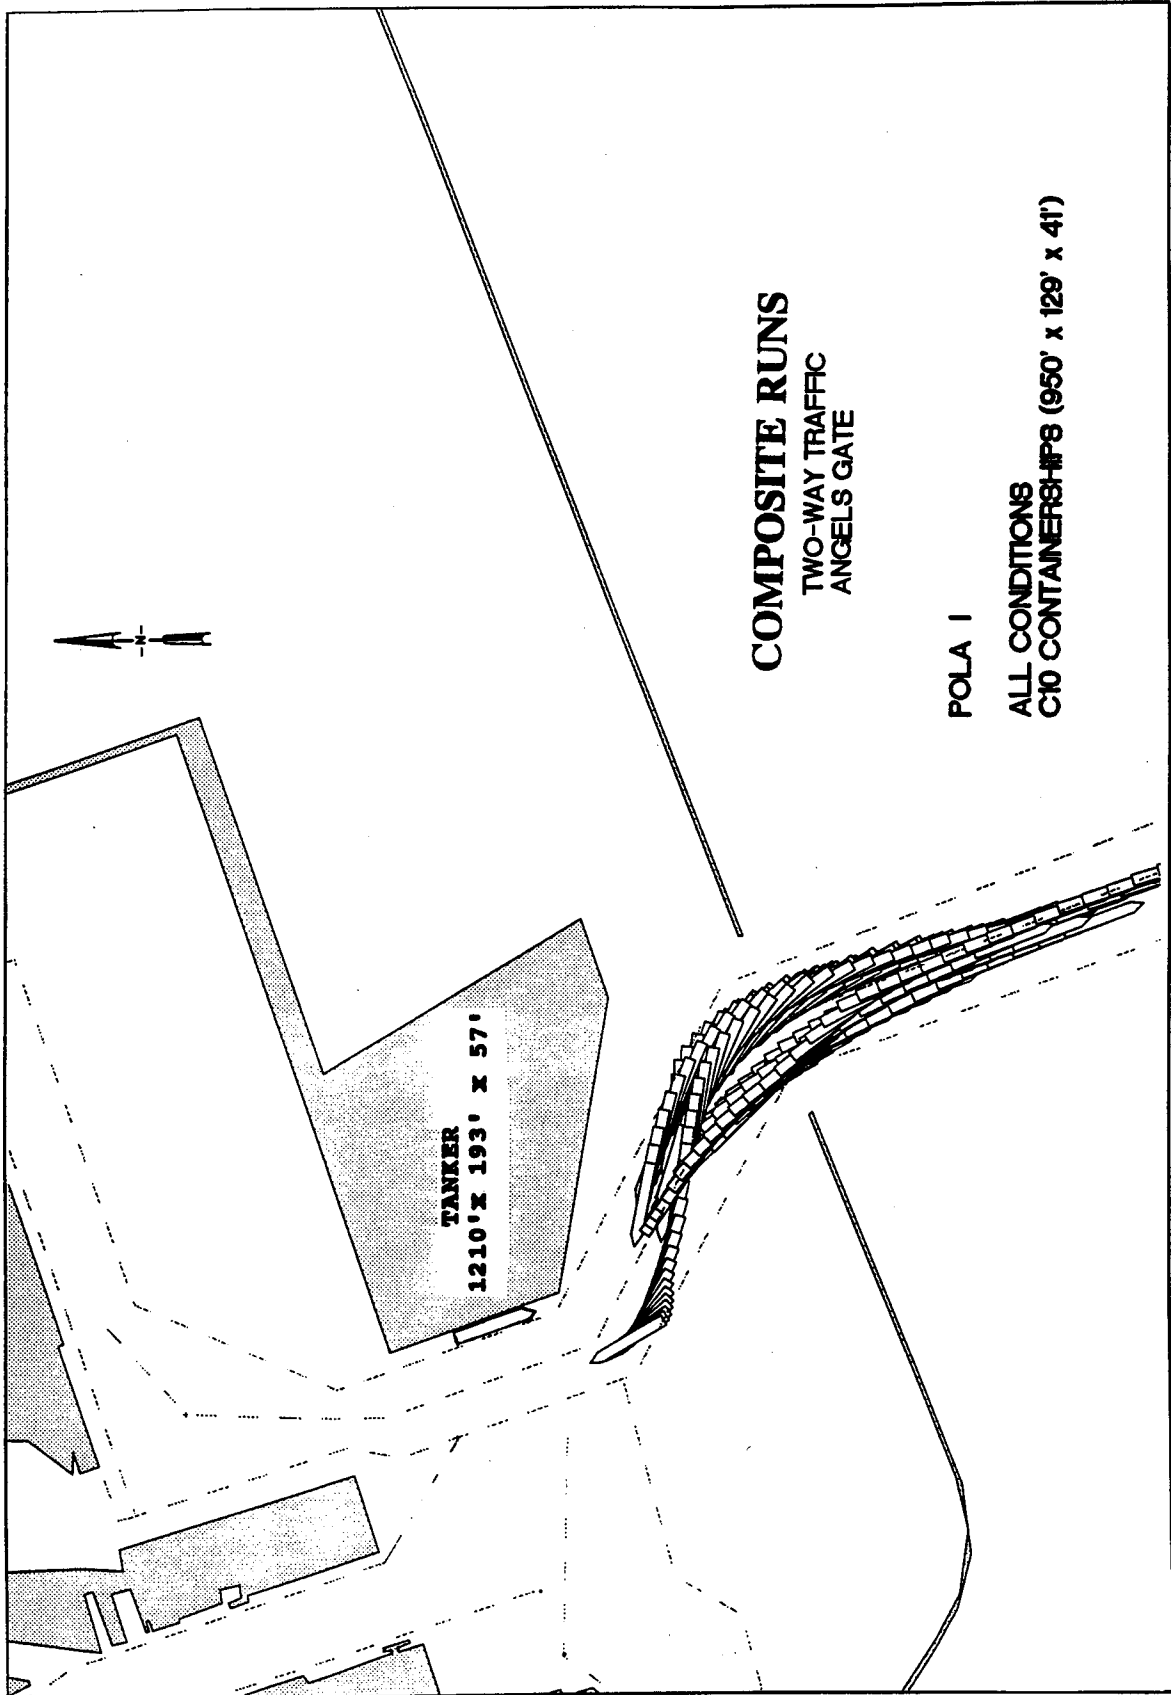 N
TANKER
1210'x 193' x 57'
COMPOSITE RUNS
TWO-WAY TRAFFIC
ANGELS GATE
POLA I
ALL CONDITIONS
C10 CONTAINERSHIPS (950' x 129' x 41')